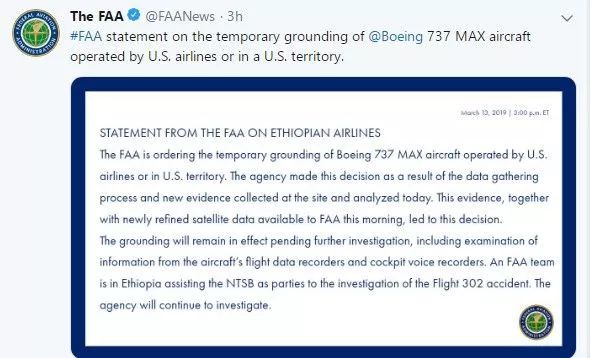 The FAA @FAANews · 3h
#FAA statement on the temporary grounding of @Boeing 737 MAX aircraft
operated by U.S. airlines or in a U.S. territory.
March 13, 2019 | 3:00 p.m. ET
STATEMENT FROM THE FAA ON ETHIOPIAN AIRLINES
The FAA is ordering the temporary grounding of Boeing 737 MAX aircraft operated by U.S.
airlines or in U.S. territory. The agency made this decision as a result of the data gathering
process and new evidence collected at the site and analyzed today. This evidence, together
with newly refined satellite data available to FAA this morning, led to this decision.
The grounding will remain in effect pending further investigation, including examination of
information from the aircraft's flight data recorders and cockpit voice recorders. An FAA team
is in Ethiopia assisting the NTSB as parties to the investigation of the Flight 302 accident. The
agency will continue to investigate.